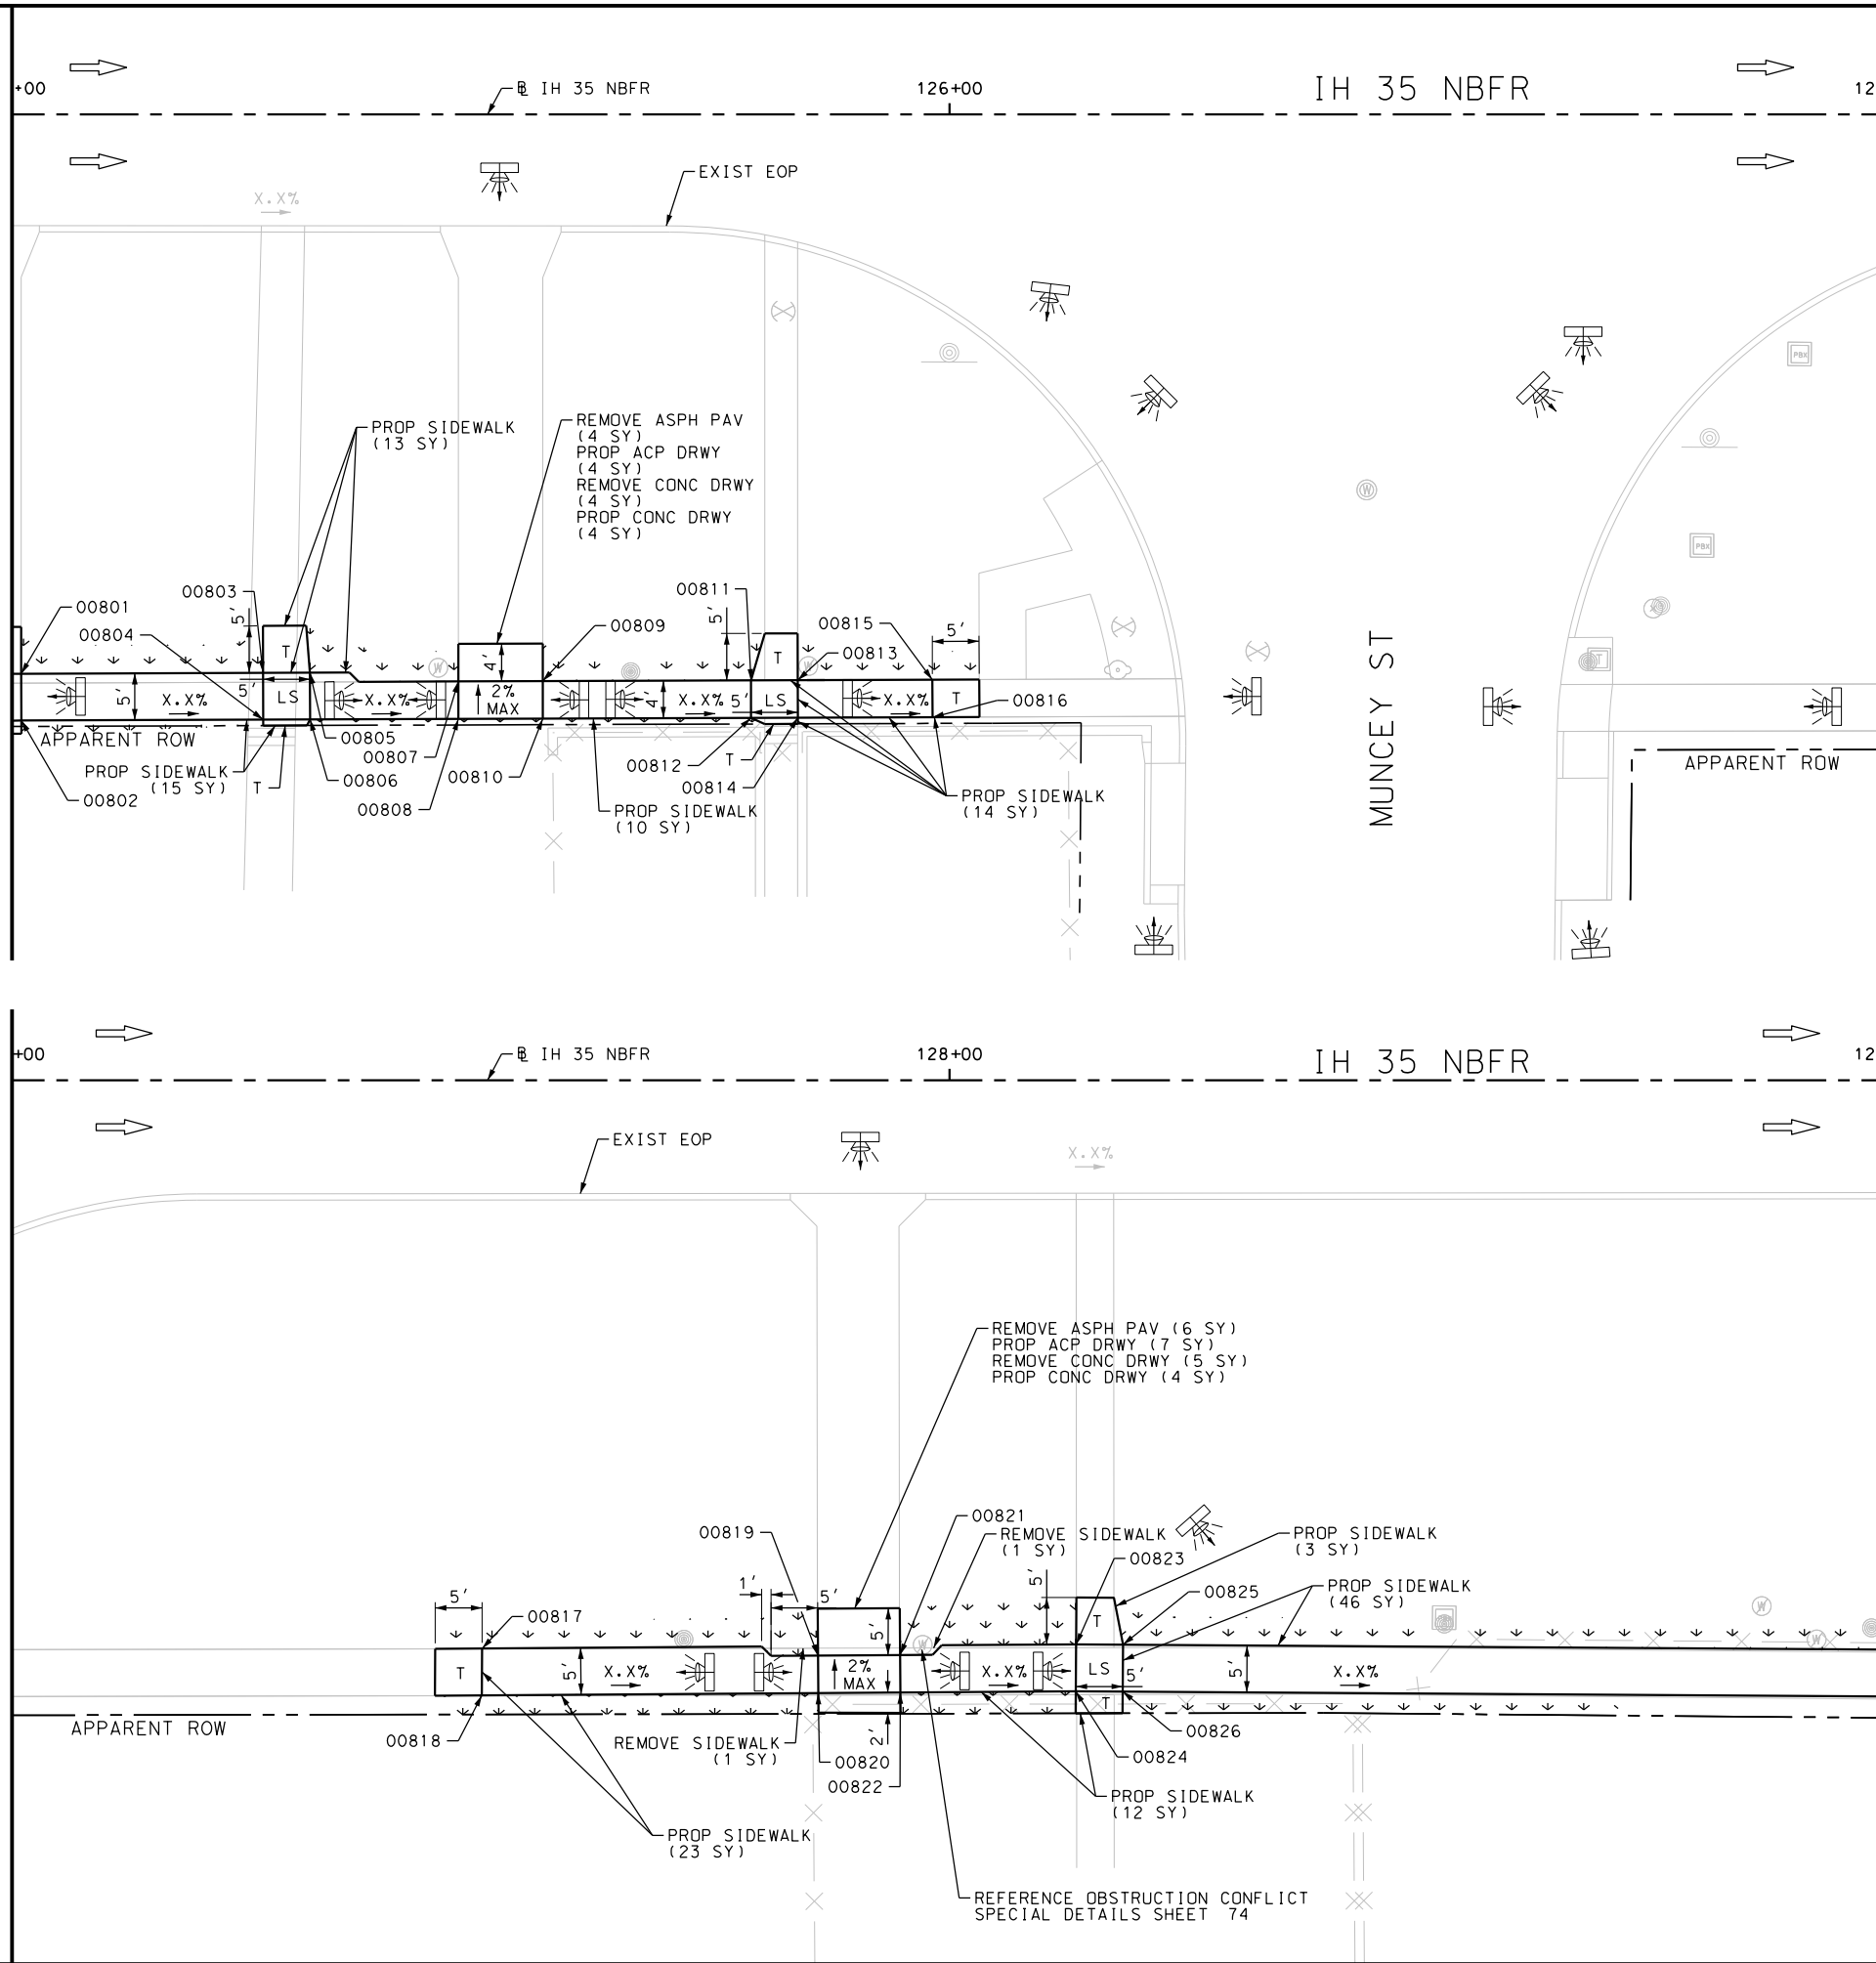 +00
℄ IH 35 NBFR
126+00
IH 35 NBFR
12
EXIST EOP
X.X%
PROP SIDEWALK
(13 SY)
REMOVE ASPH PAV
(4 SY)
PROP ACP DRWY
(4 SY)
REMOVE CONC DRWY
(4 SY)
PROP CONC DRWY
(4 SY)
PBX
PBX
W
00801
00803
00804
5'
T
00809
4'
W
00811
5'
T
W
00815
5'
00813
T
5'
X.X%
5'
LS
X.X%
2%
MAX
4'
X.X%
5'
LS
X.X%
T
00816
MUNCEY ST
APPARENT ROW
00805
00807
00806
00810
00808
PROP SIDEWALK
(15 SY)
T
00802
00812
T
00814
PROP SIDEWALK
(10 SY)
PROP SIDEWALK
(14 SY)
APPARENT ROW
+00
℄ IH 35 NBFR
128+00
IH 35 NBFR
12
EXIST EOP
X.X%
REMOVE ASPH PAV (6 SY)
PROP ACP DRWY (7 SY)
REMOVE CONC DRWY (5 SY)
PROP CONC DRWY (4 SY)
00819
00821
REMOVE SIDEWALK
(1 SY)
00823
PROP SIDEWALK
(3 SY)
1'
5'
5'
00825
PROP SIDEWALK
(46 SY)
5'
00817
5'
W
T
W
W
T
5'
X.X%
2%
MAX
X.X%
LS
5'
5'
X.X%
T
APPARENT ROW
00818
REMOVE SIDEWALK
(1 SY)
00820
2'
00822
00826
00824
PROP SIDEWALK
(12 SY)
PROP SIDEWALK
(23 SY)
REFERENCE OBSTRUCTION CONFLICT
SPECIAL DETAILS SHEET 74